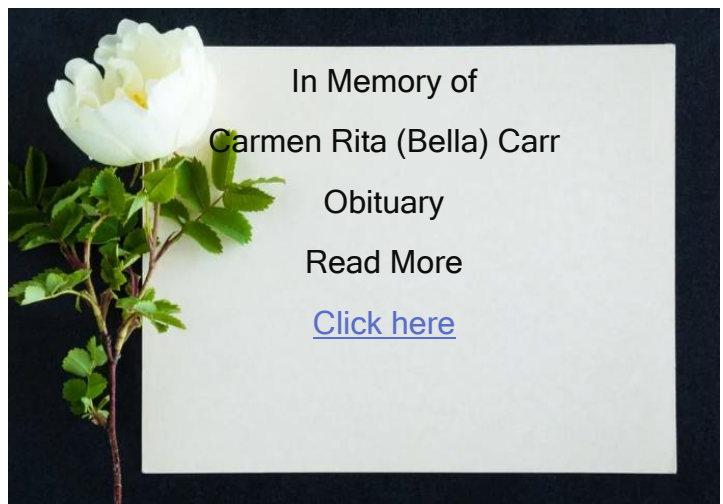 In Memory of
Carmen Rita (Bella) Carr
Obituary
Read More
Click here